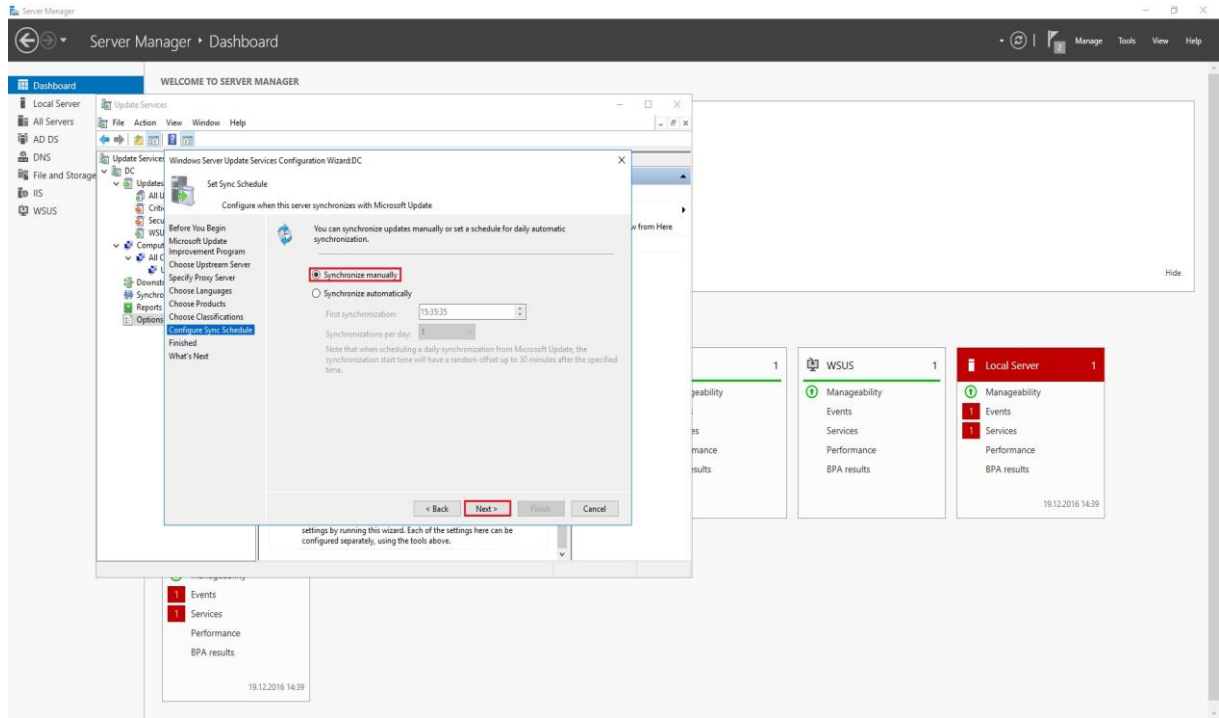 Server Manager
Server Manager • Dashboard
2
Manage Tools View Help
Dashboard
Local Server
All Servers
AD DS
DNS
File and Storage
IIS
WSUS
WELCOME TO SERVER MANAGER
Update Services
File Action View Window Help
Update Services
DC
Updates
All U
Criti
Secu
WSU
Comput
All C
U
Downst
Synchro
Reports
Options
Windows Server Update Services Configuration Wizard:DC
Set Sync Schedule
Configure when this server synchronizes with Microsoft Update
Before You Begin
Microsoft Update
Improvement Program
Choose Upstream Server
Specify Proxy Server
Choose Languages
Choose Products
Choose Classifications
Configure Sync Schedule
Finished
What's Next
You can synchronize updates manually or set a schedule for daily automatic
synchronization.
Synchronize manually
Synchronize automatically
First synchronization: 15:35:35
Synchronizations per day: 1
Note that when scheduling a daily synchronization from Microsoft Update, the
synchronization start time will have a random offset up to 30 minutes after the specified
time.
< Back Next > Finish Cancel
w from Here
settings by running this wizard. Each of the settings here can be
configured separately, using the tools above.
Hide
1
geability
es
mance
esults
WSUS 1
Manageability
Events
Services
Performance
BPA results
Local Server 1
Manageability
1 Events
1 Services
Performance
BPA results
19.12.2016 14:39
Manageability
1 Events
1 Services
Performance
BPA results
19.12.2016 14:39